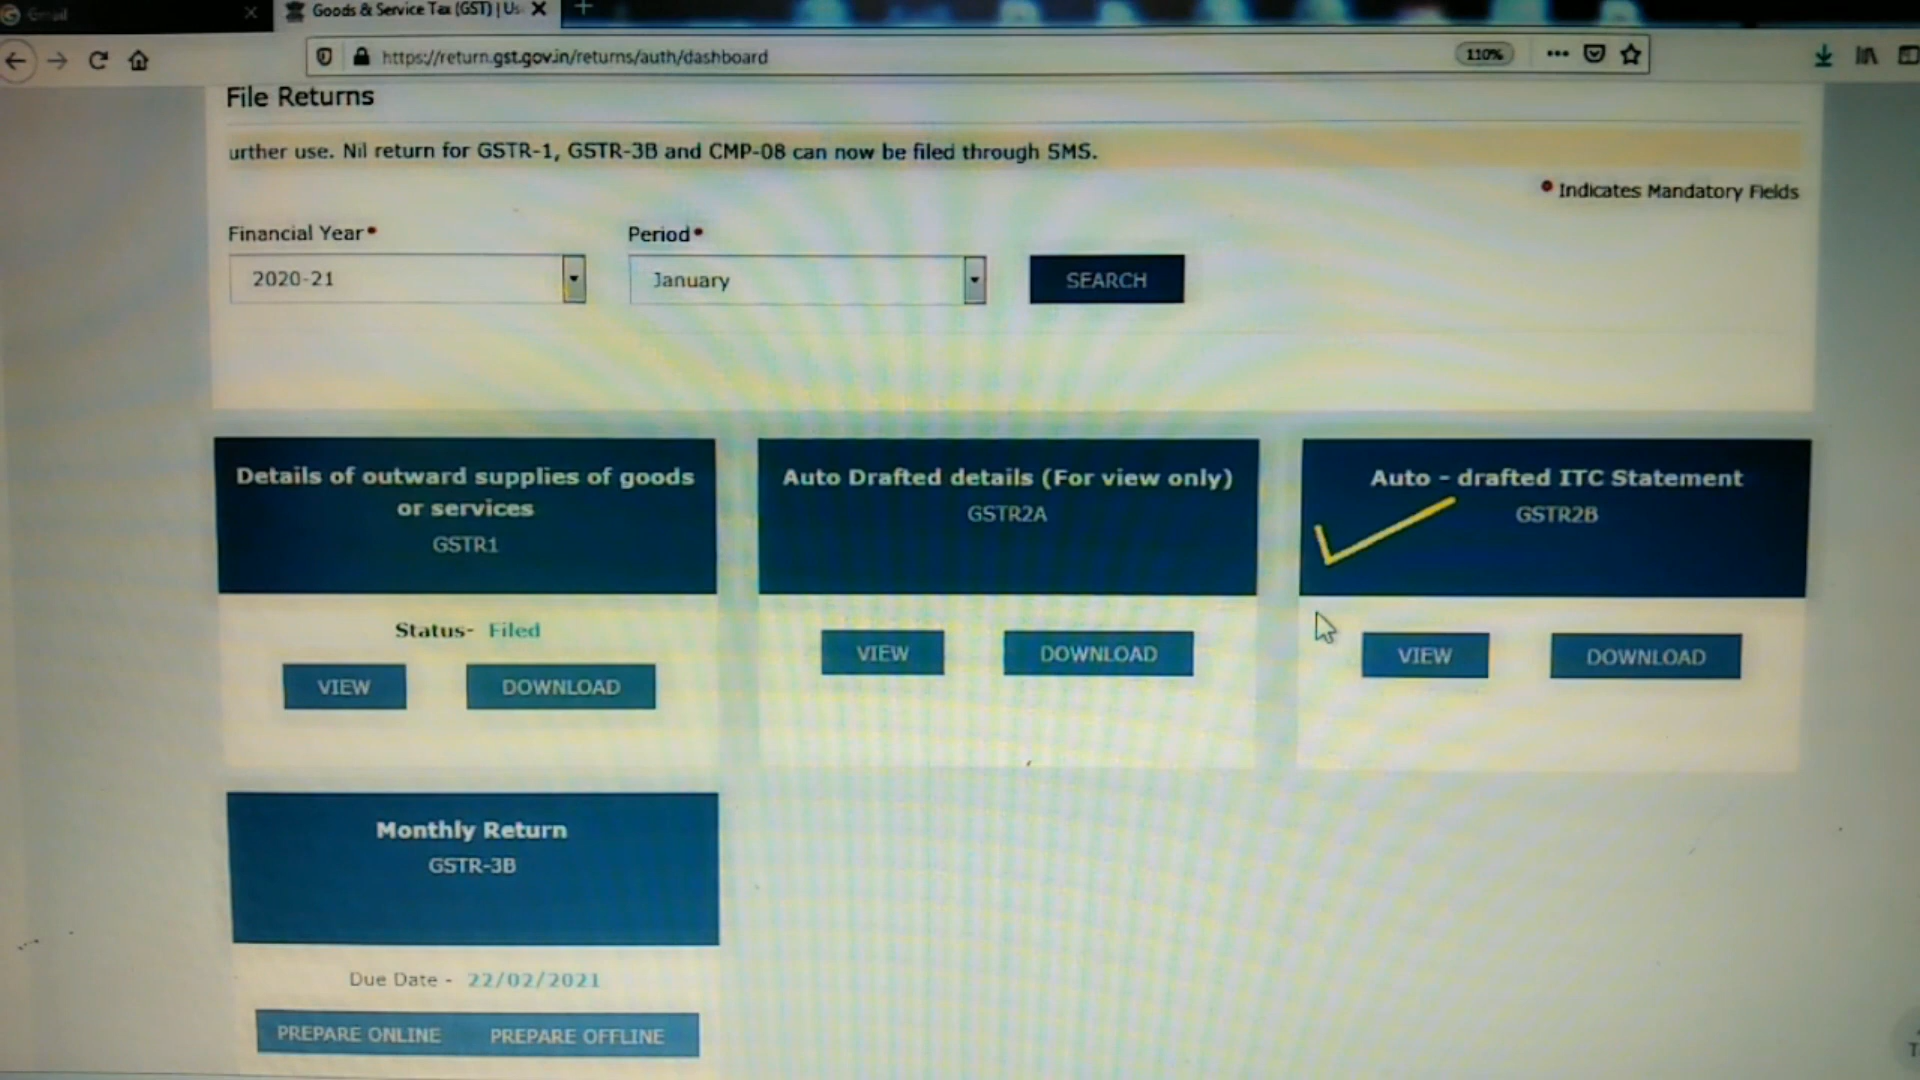 Gmail
Goods & Service Tax (GST) | Us
https://return.gst.gov.in/returns/auth/dashboard
110%
File Returns
urther use. Nil return for GSTR-1, GSTR-3B and CMP-08 can now be filed through SMS.
• Indicates Mandatory Fields
Financial Year•
Period•
2020-21
January
SEARCH
Details of outward supplies of goods
or services
GSTR1
Status- Filed
VIEW
DOWNLOAD
Auto Drafted details (For view only)
GSTR2A
VIEW
DOWNLOAD
Auto - drafted ITC Statement
GSTR2B
VIEW
DOWNLOAD
Monthly Return
GSTR-3B
Due Date - 22/02/2021
PREPARE ONLINE
PREPARE OFFLINE
T